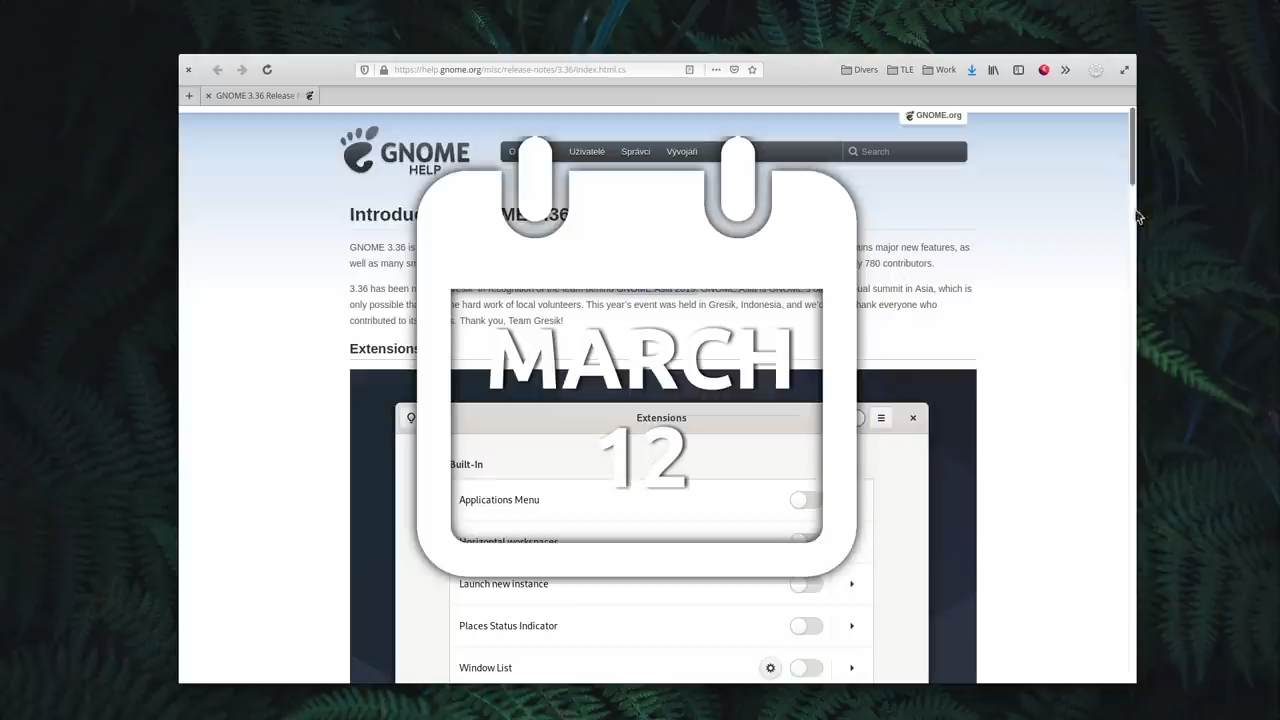 https://help.gnome.org/misc/release-notes/3.36/index.html.cs
Divers TLE Work
GNOME 3.36 Release
GNOME.org
GNOME
HELP
Uživatelé Správci Vývojáři
Search
GNOME 3.36 is
ains major new features, as
well as many
780 contributors.
3.36 has been
ual summit in Asia, which is
only possible
he hard work of local volunteers. This year's event was held in Gresik, Indonesia, and we'd
hank everyone who
contributed to its
Thank you, Team Gresik!
Extensions
MARCH
12
Extensions
Built-In
Applications Menu
Horizontal workspaces
Launch new instance
Places Status Indicator
Window List